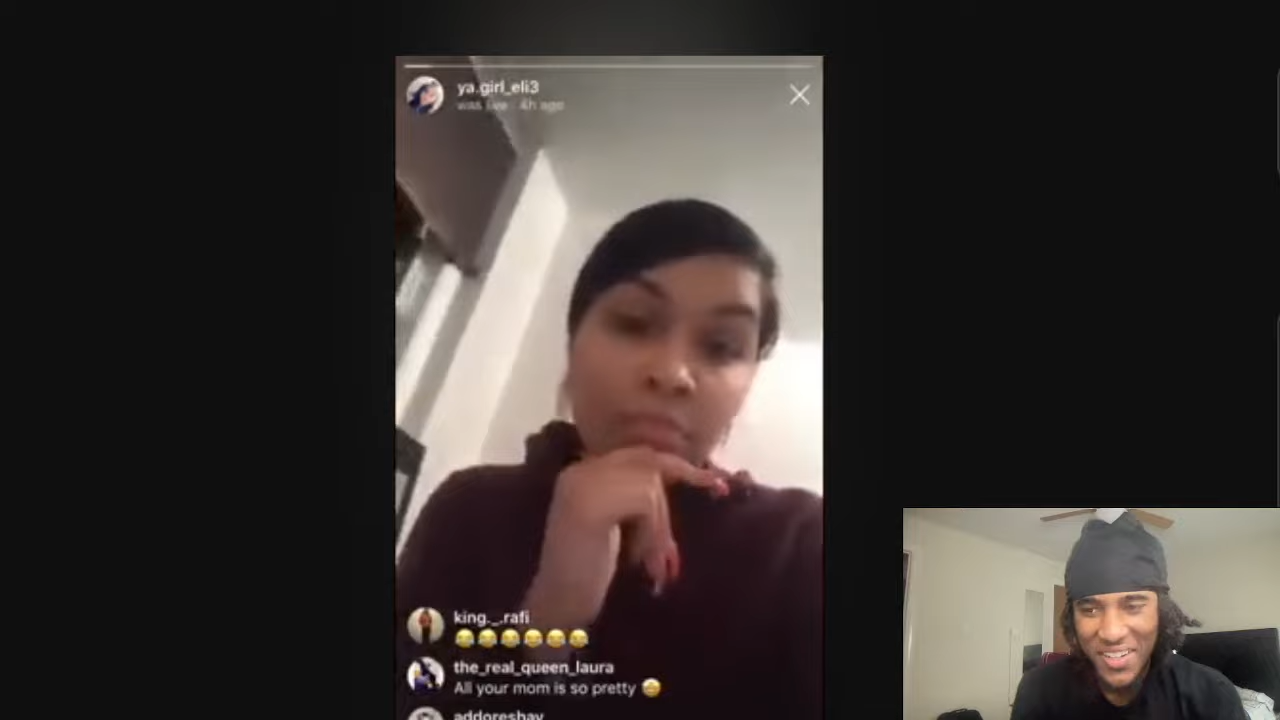 ya.girl_eli3
was live · 4h ago
king._.rafi
😂😂😂😂😂😂
the_real_queen_laura
All your mom is so pretty 🤩
addoreshay